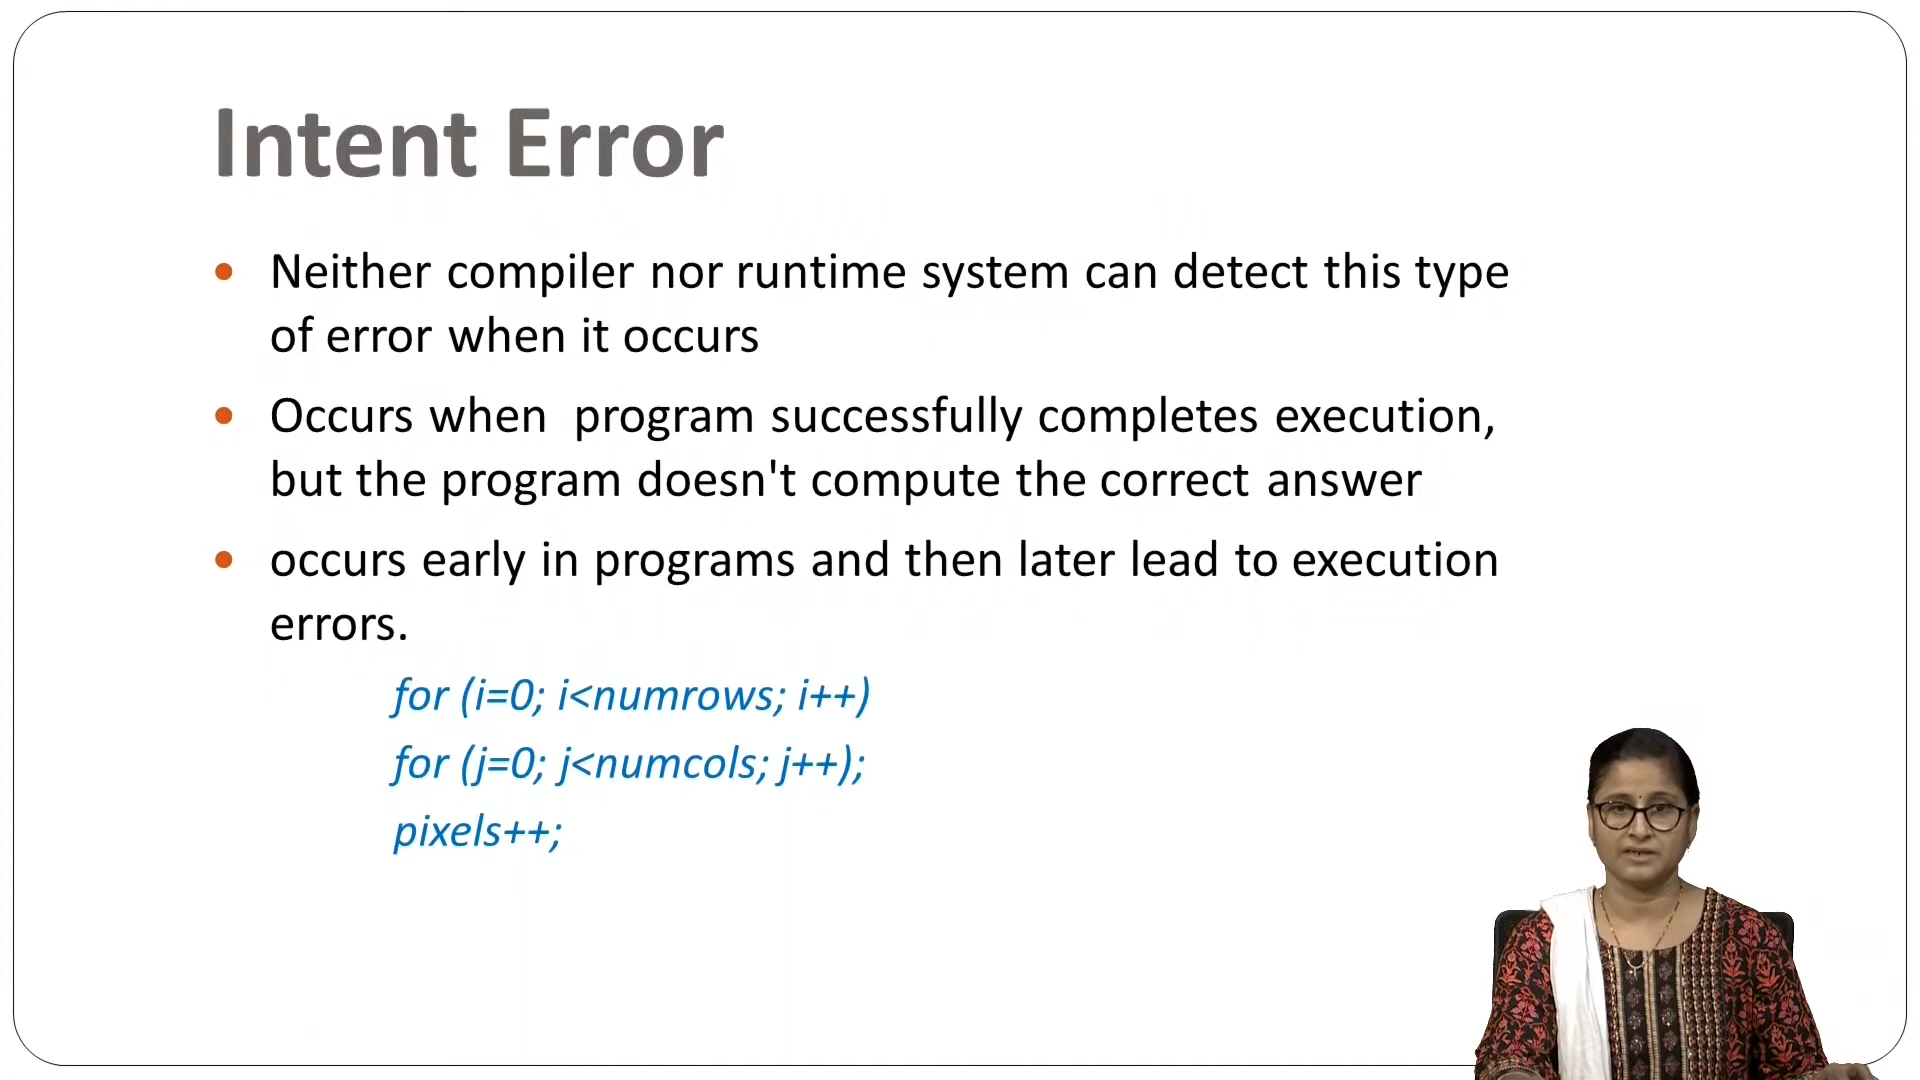 Intent Error
• Neither compiler nor runtime system can detect this type
of error when it occurs
• Occurs when  program successfully completes execution,
but the program doesn't compute the correct answer
• occurs early in programs and then later lead to execution
errors.
for (i=0; i<numrows; i++)
for (j=0; j<numcols; j++);
pixels++;